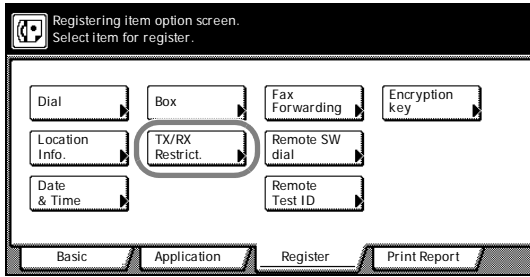 Registering item option screen.
Select item for register.
Dial
Box
Fax
Forwarding
Encryption
key
Location
Info.
TX/RX
Restrict.
Remote SW
dial
Date
& Time
Remote
Test ID
Basic
Application
Register
Print Report